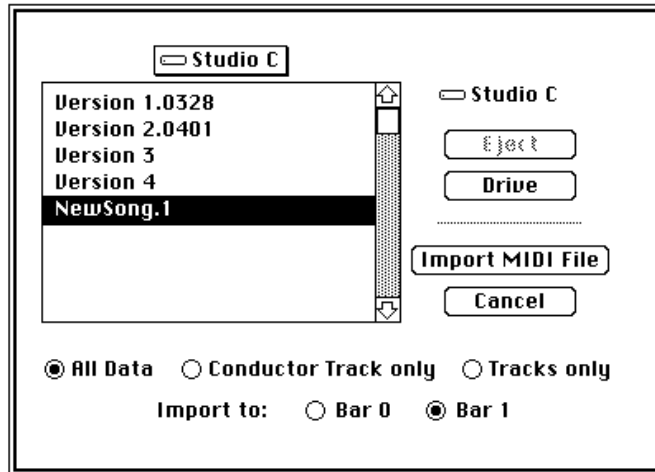 Studio C
Version 1.0328
Version 2.0401
Version 3
Version 4
NewSong.1
Studio C
Eject
Drive
Import MIDI File
Cancel
All Data Conductor Track only Tracks only
Import to: Bar 0 Bar 1